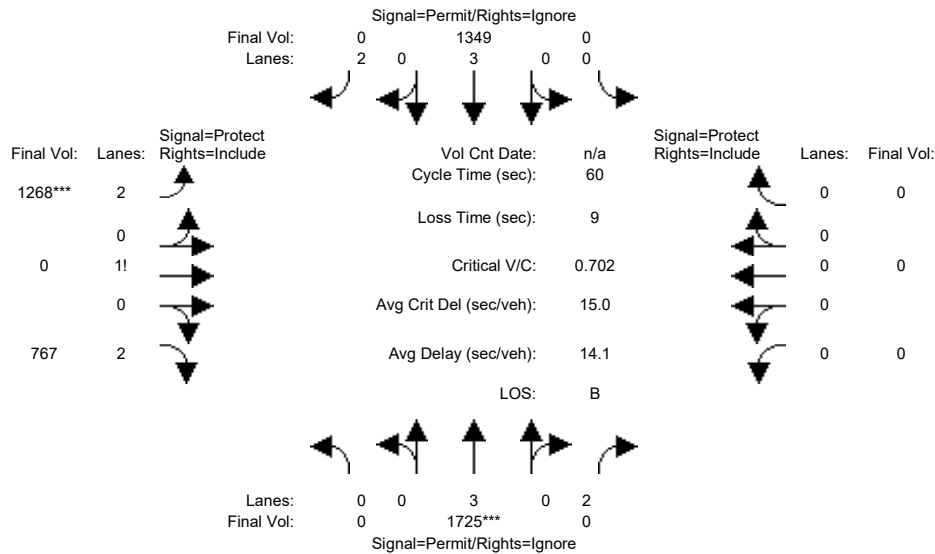 Signal=Permit/Rights=Ignore
Final Vol: 0 1349 0
Lanes: 2 0 3 0 0
Signal=Protect
Final Vol: Lanes: Rights=Include
Vol Cnt Date: n/a
Signal=Protect
Rights=Include Lanes: Final Vol:
Cycle Time (sec): 60
1268*** 2
0 0
Loss Time (sec): 9
0
0
0 1!
Critical V/C: 0.702
0 0
0
Avg Crit Del (sec/veh): 15.0
0
767 2
Avg Delay (sec/veh): 14.1
0 0
LOS: B
Lanes: 0 0 3 0 2
Final Vol: 0 1725*** 0
Signal=Permit/Rights=Ignore